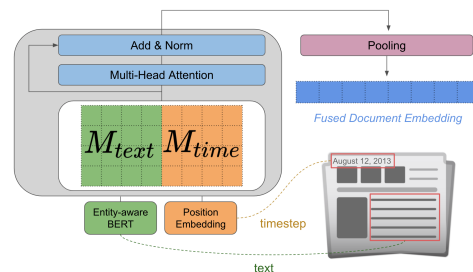 Add & Norm
Multi-Head Attention
M_text M_time
Entity-aware
BERT
Position
Embedding
Pooling
Fused Document Embedding
August 12, 2013
timestep
text